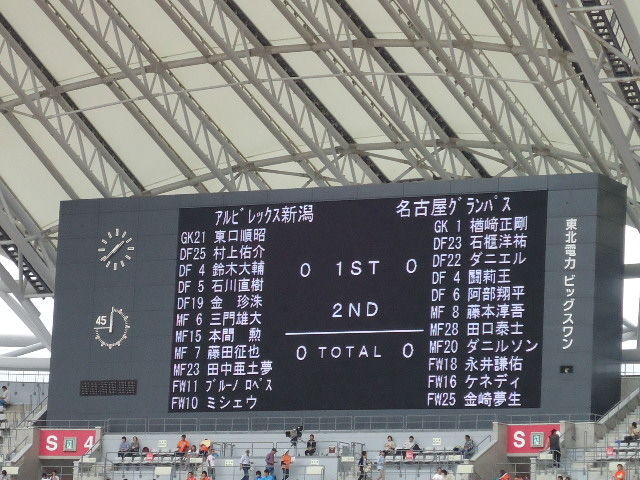 アルビレックス新潟
GK21 東口順昭
DF25 村上佑介
DF 4 鈴木大輔
DF 5 石川直樹
DF19 金 珍洙
MF 6 三門雄大
MF15 本間 勲
MF 7 藤田征也
MF23 田中亜土夢
FW11 ブルーノ ロペス
FW10 ミシェウ
0 1ST 0
2ND
0 TOTAL 0
名古屋グランパス
GK 1 楢崎正剛
DF23 石櫃洋祐
DF22 ダニエル
DF 4 闘莉王
DF 6 阿部翔平
MF 8 藤本淳吾
MF28 田口泰士
MF20 ダニルソン
FW18 永井謙佑
FW16 ケネディ
FW25 金崎夢生
東北電力 ビッグスワン
45
S 4
S